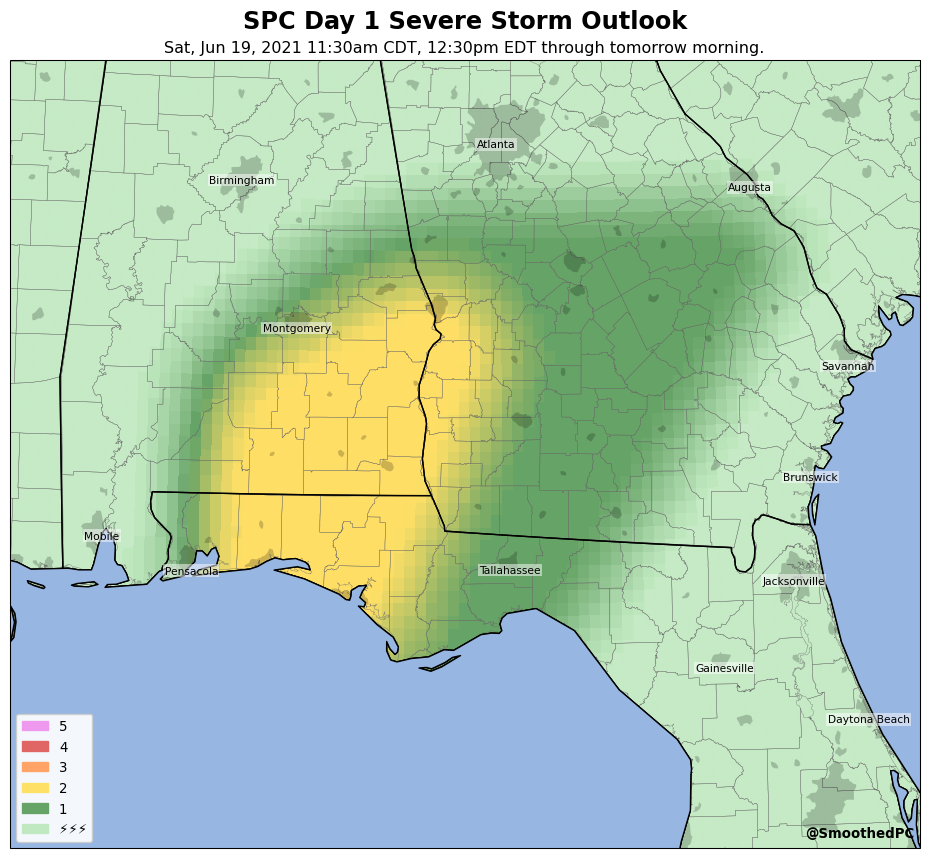 SPC Day 1 Severe Storm Outlook
Sat, Jun 19, 2021 11:30am CDT, 12:30pm EDT through tomorrow morning.
Atlanta
Birmingham
Augusta
Montgomery
Savannah
Brunswick
Mobile
Pensacola
Tallahassee
Jacksonville
Gainesville
Daytona Beach
5
4
3
2
1
⚡⚡⚡
@SmoothedPC